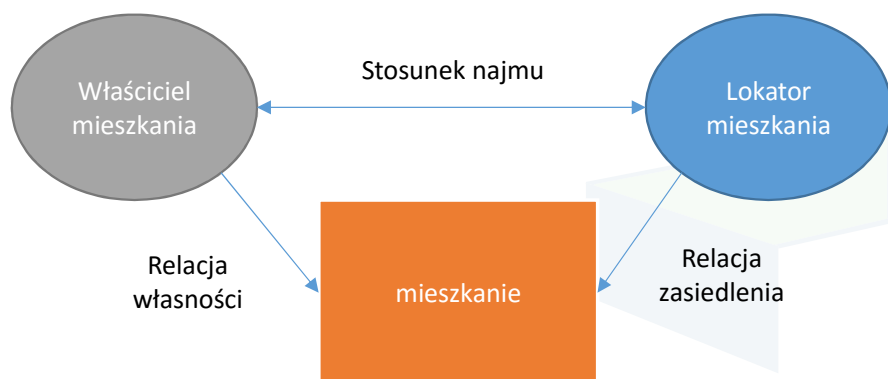 Właściciel
mieszkania
Stosunek najmu
Lokator
mieszkania
Relacja
własności
mieszkanie
Relacja
zasiedlenia